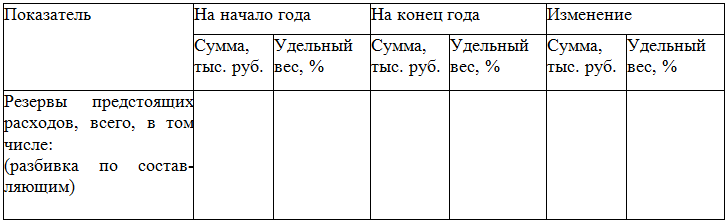 Показатель На начало года На конец года Изменение
Сумма, Удельный Сумма, Удельный Сумма, Удельный
тыс. руб. вес, % тыс. руб. вес, % тыс. руб. вес, %
Резервы предстоящих
расходов, всего, в том
числе:
(разбивка по состав-
ляющим)